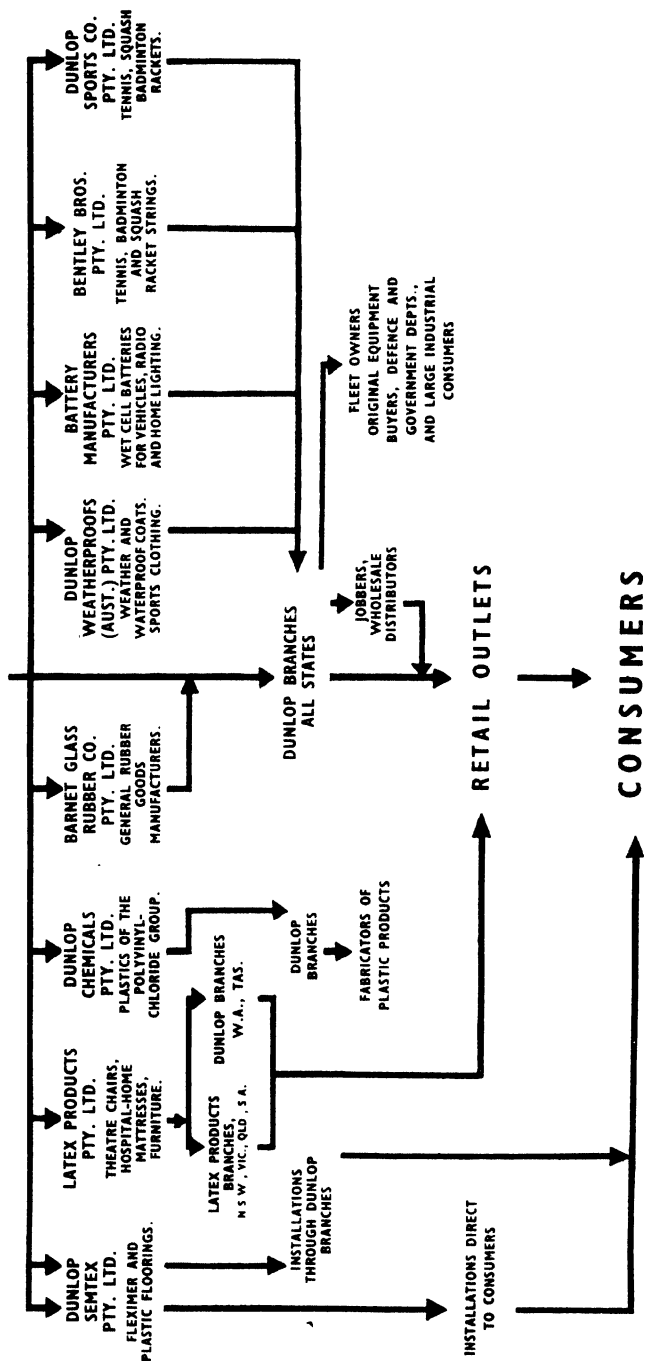 DUNLOP
SEMTEX
PTY. LTD.
FLEXIMER AND
PLASTIC FLOORINGS.
LATEX PRODUCTS
PTY. LTD.
THEATRE CHAIRS,
HOSPITAL-HOME
MATTRESSES,
FURNITURE.
DUNLOP
CHEMICALS
PTY. LTD.
PLASTICS OF THE
POLYVINYL-
CHLORIDE GROUP.
BARNET GLASS
RUBBER CO.
PTY. LTD.
GENERAL RUBBER
GOODS
MANUFACTURERS.
DUNLOP
WEATHERPROOFS
(AUST.) PTY. LTD.
WEATHER AND
WATERPROOF COATS.
SPORTS CLOTHING.
BATTERY
MANUFACTURERS
PTY. LTD.
WET CELL BATTERIES
FOR VEHICLES, RADIO
AND HOME LIGHTING.
BENTLEY BROS.
PTY. LTD.
TENNIS, BADMINTON
AND SQUASH
RACKET STRINGS.
DUNLOP
SPORTS CO.
PTY. LTD.
TENNIS, SQUASH
BADMINTON
RACKETS.
LATEX PRODUCTS
BRANCHES,
N S W, VIC., QLD, S A.
DUNLOP BRANCHES
W.A., TAS.
INSTALLATIONS
THROUGH DUNLOP
BRANCHES
DUNLOP
BRANCHES
DUNLOP BRANCHES
ALL STATES
FABRICATORS OF
PLASTIC PRODUCTS
JOBBERS,
WHOLESALE
DISTRIBUTORS
FLEET OWNERS
ORIGINAL EQUIPMENT
BUYERS, DEFENCE AND
GOVERNMENT DEPTS.,
AND LARGE INDUSTRIAL
CONSUMERS
INSTALLATIONS DIRECT
TO CONSUMERS
RETAIL OUTLETS
CONSUMERS